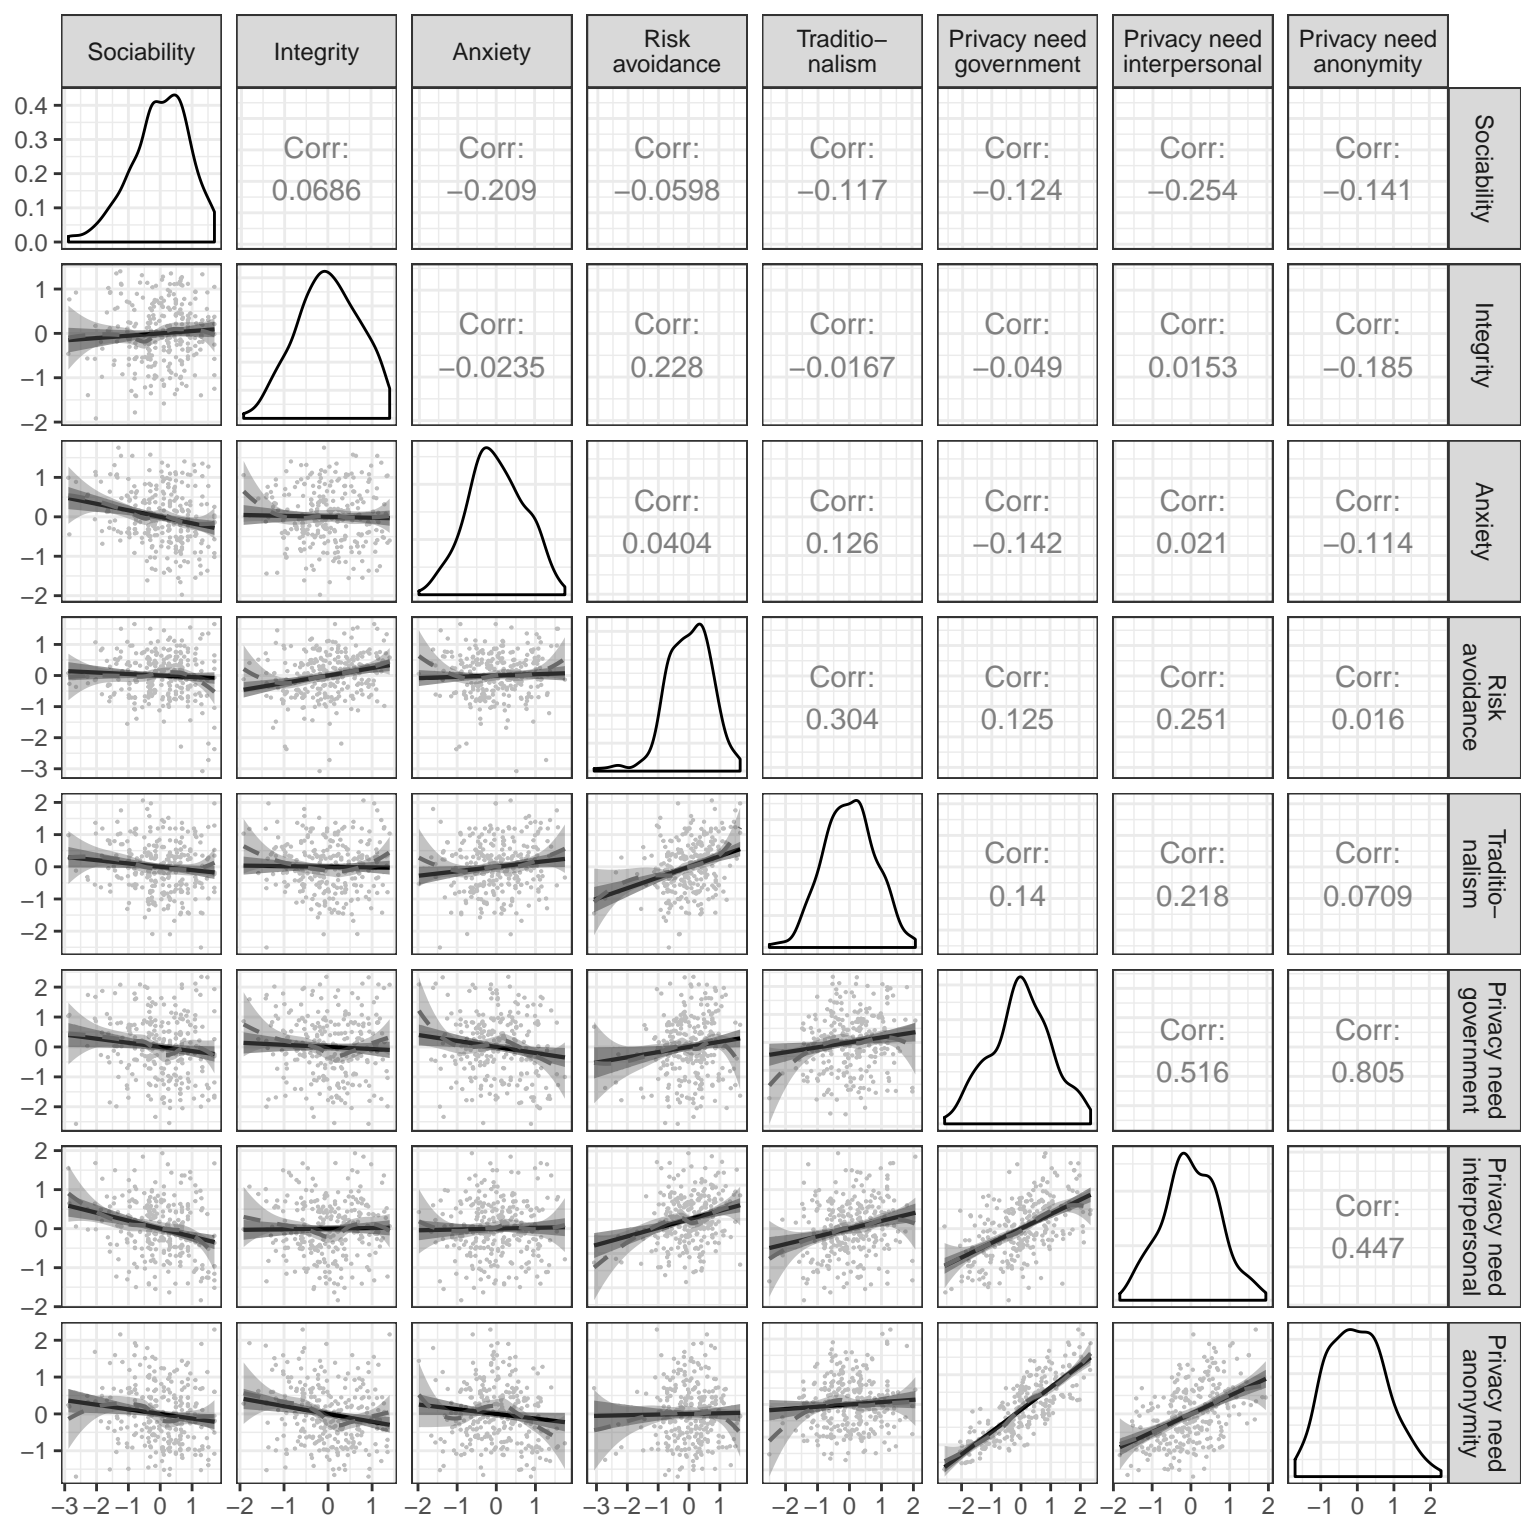 Sociability
Integrity
Anxiety
Risk
avoidance
Traditio–
nalism
Privacy need
government
Privacy need
interpersonal
Privacy need
anonymity
0.4
0.3
0.2
0.1
0.0
Corr:
0.0686
Corr:
−0.209
Corr:
−0.0598
Corr:
−0.117
Corr:
−0.124
Corr:
−0.254
Corr:
−0.141
Sociability
1
0
−1
−2
Corr:
−0.0235
Corr:
0.228
Corr:
−0.0167
Corr:
−0.049
Corr:
0.0153
Corr:
−0.185
Integrity
1
0
−1
−2
Corr:
0.0404
Corr:
0.126
Corr:
−0.142
Corr:
0.021
Corr:
−0.114
Anxiety
1
0
−1
−2
−3
Corr:
0.304
Corr:
0.125
Corr:
0.251
Corr:
0.016
Risk
avoidance
2
1
0
−1
−2
Corr:
0.14
Corr:
0.218
Corr:
0.0709
Traditio–
nalism
2
1
0
−1
−2
Corr:
0.516
Corr:
0.805
Privacy need
government
2
1
0
−1
−2
Corr:
0.447
Privacy need
interpersonal
2
1
0
−1
Privacy need
anonymity
−3 −2 −1 0 1
−2 −1 0 1
−2 −1 0 1
−3 −2 −1 0 1
−2 −1 0 1 2
−2 −1 0 1 2
−2 −1 0 1 2
−1 0 1 2